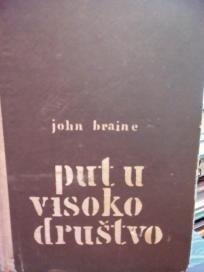 john braine
put u
visoko
društvo